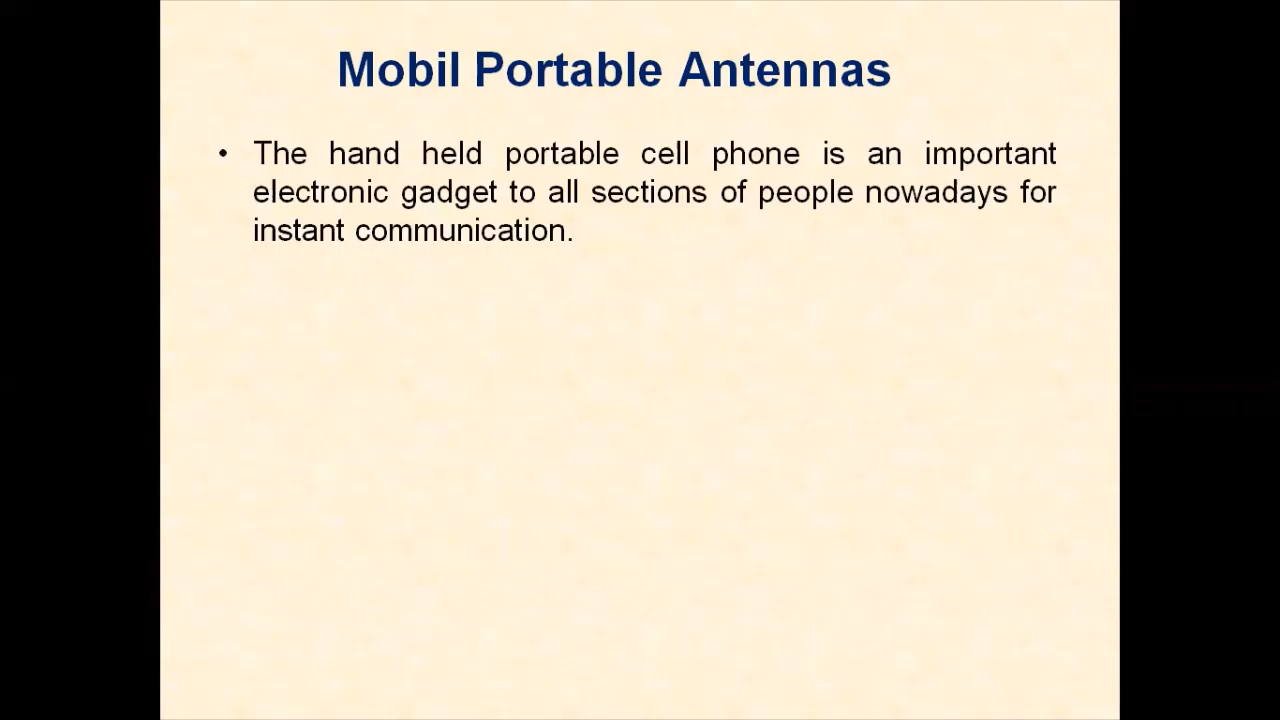 Mobil Portable Antennas
• The hand held portable cell phone is an important
electronic gadget to all sections of people nowadays for
instant communication.